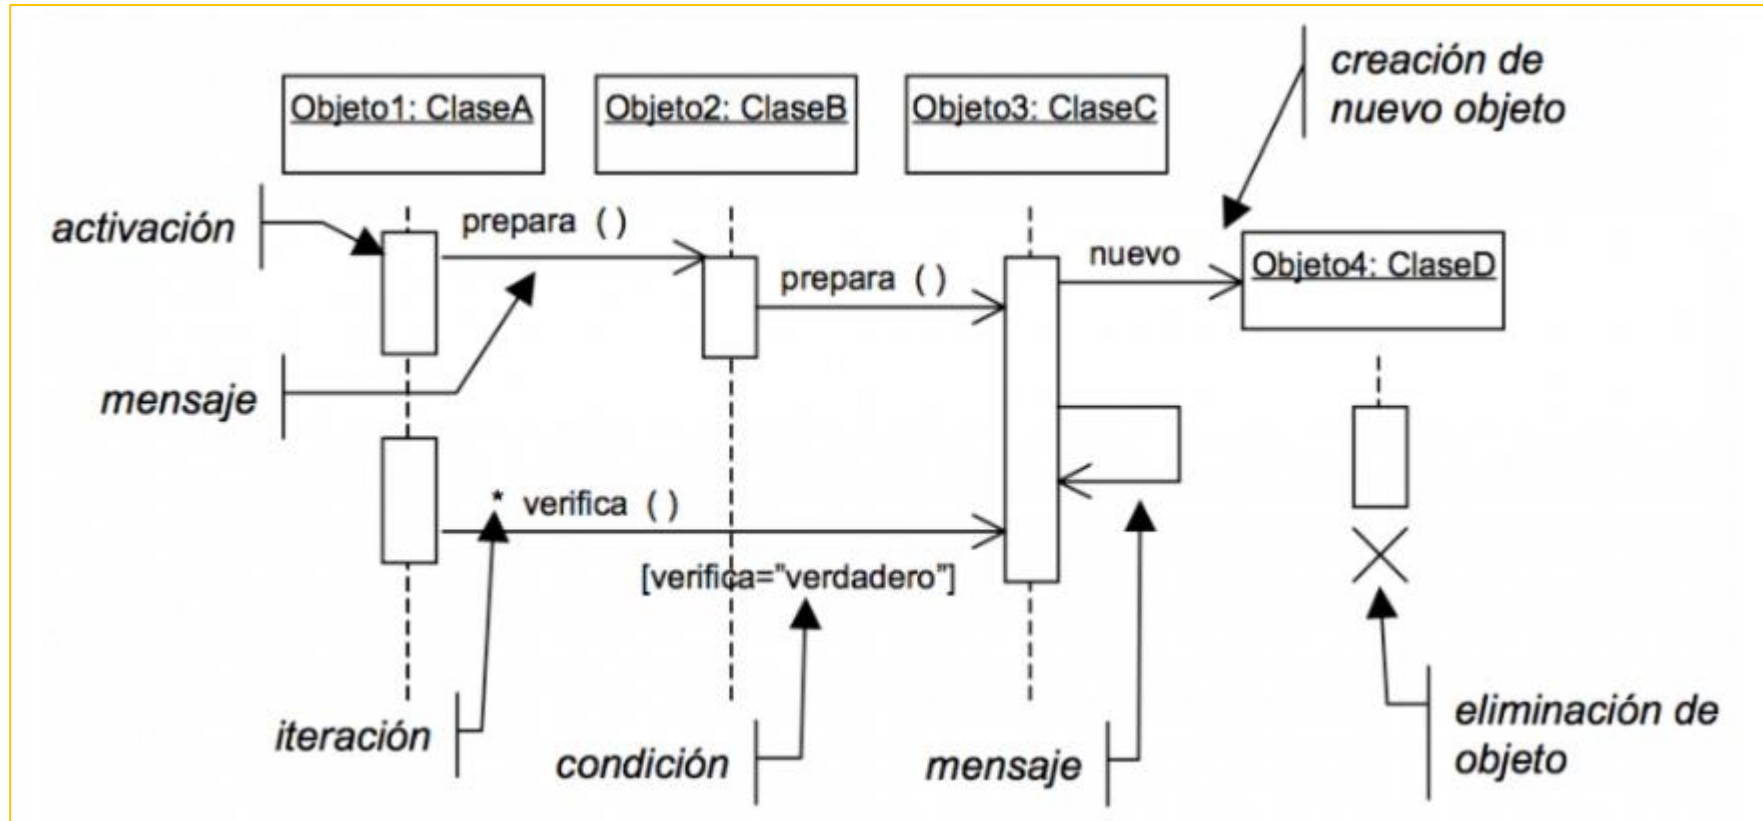 creación de
nuevo objeto
Objeto1: ClaseA
Objeto2: ClaseB
Objeto3: ClaseC
activación
prepara ( )
nuevo
Objeto4: ClaseD
prepara ( )
mensaje
* verifica ( )
[verifica="verdadero"]
iteración
condición
mensaje
eliminación de
objeto